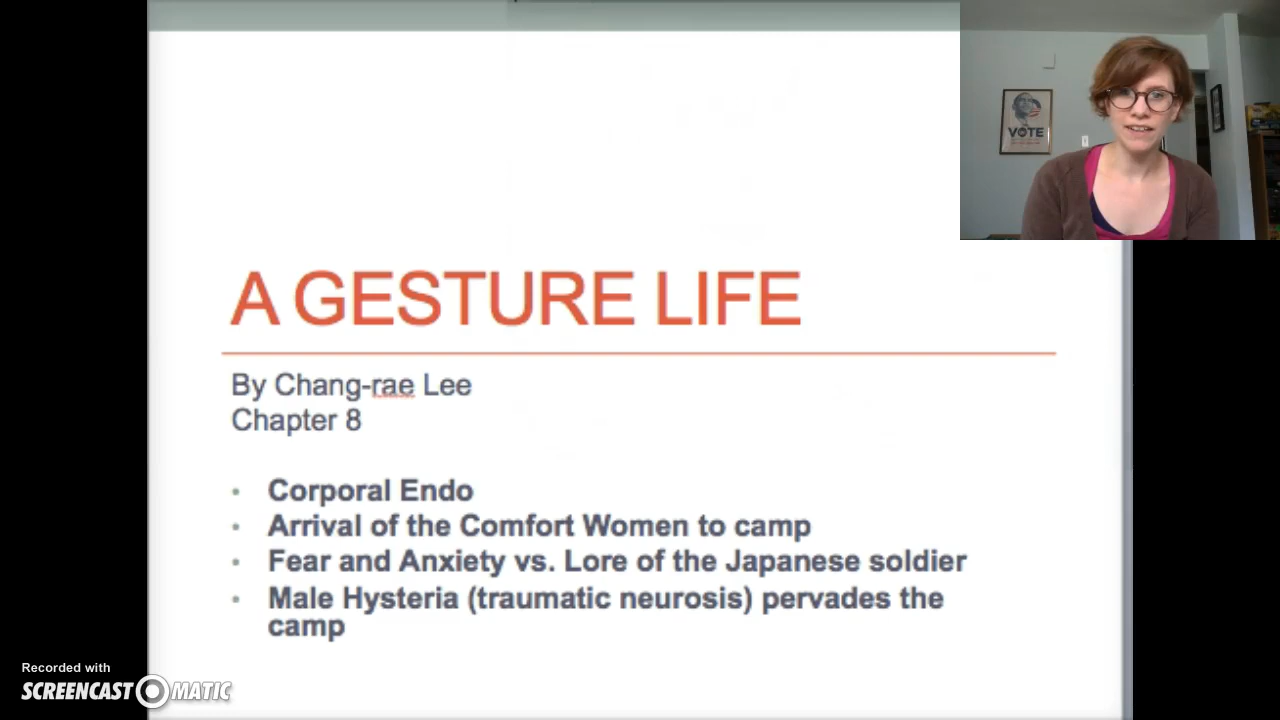 VOTE
A GESTURE LIFE
By Chang-rae Lee
Chapter 8
• Corporal Endo
• Arrival of the Comfort Women to camp
• Fear and Anxiety vs. Lore of the Japanese soldier
• Male Hysteria (traumatic neurosis) pervades the
camp
Recorded with
SCREENCAST-O-MATIC